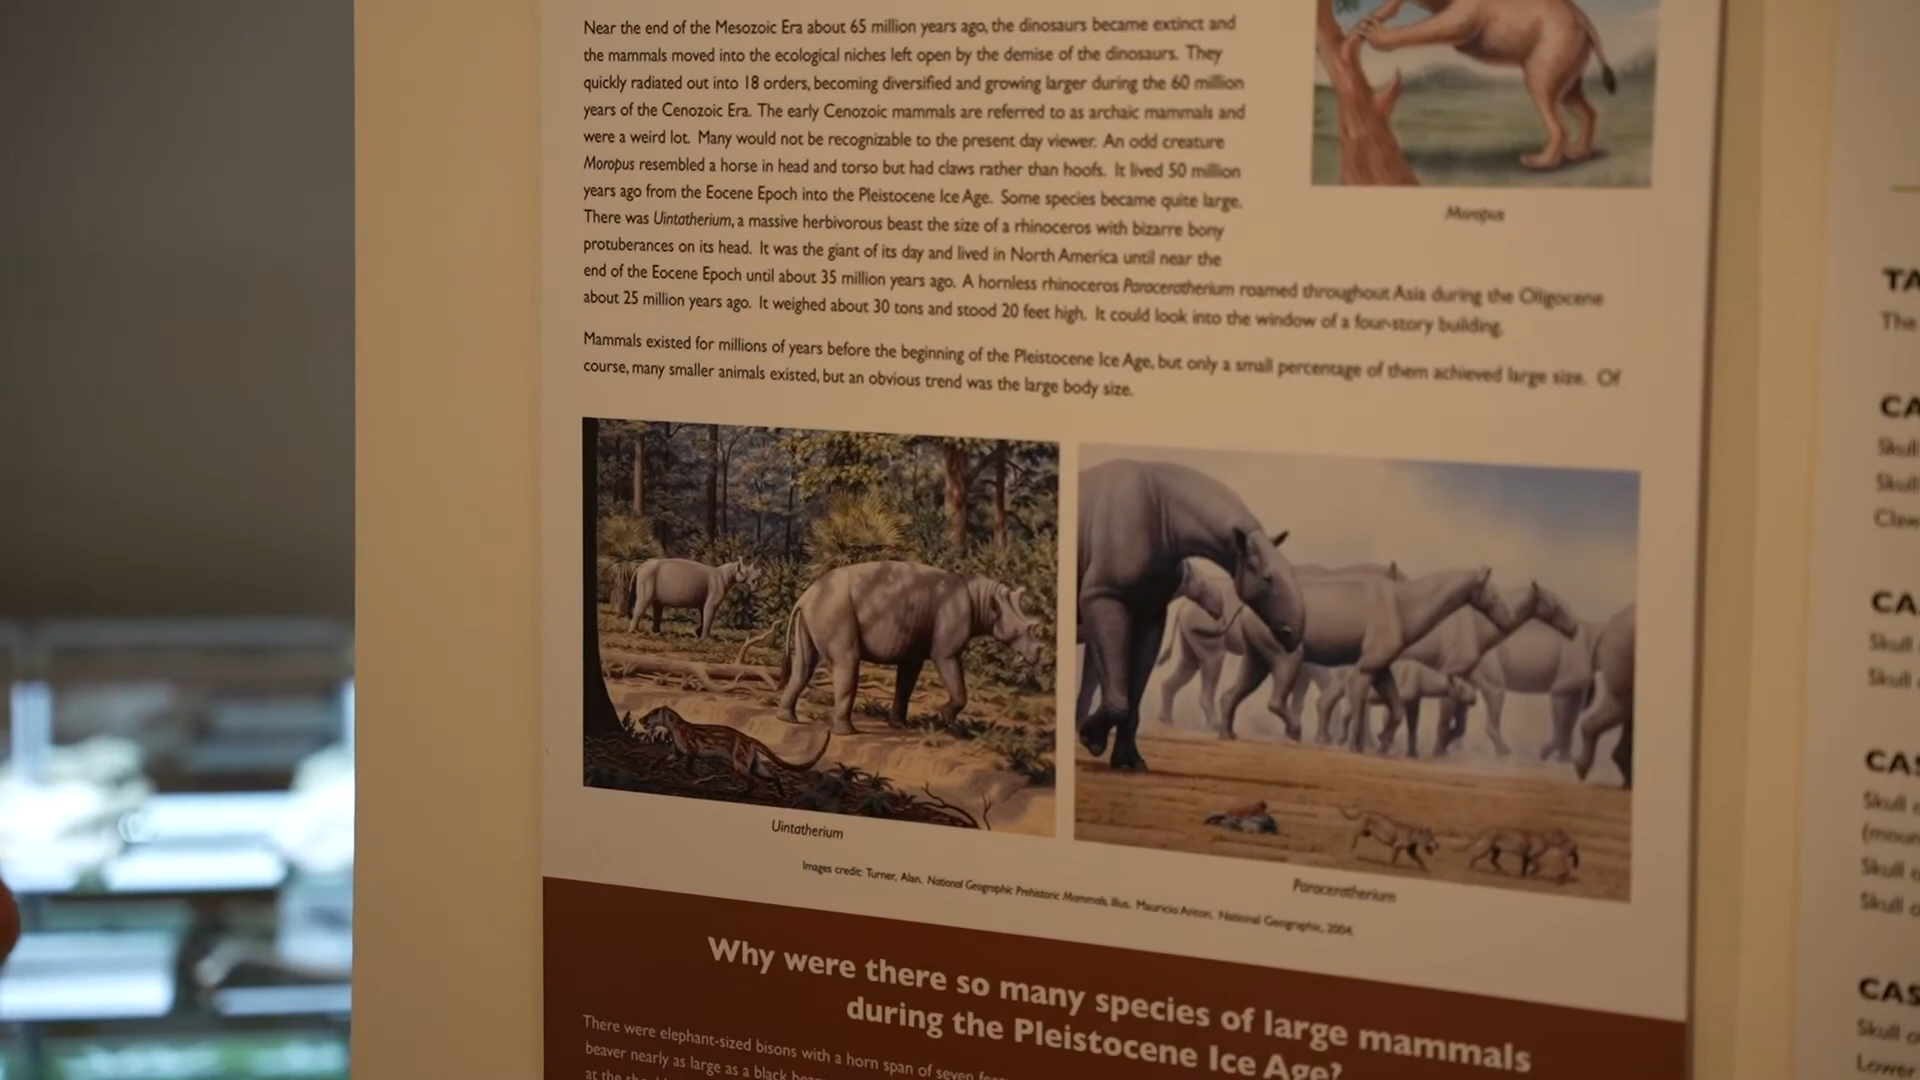 Near the end of the Mesozoic Era about 65 million years ago, the dinosaurs became extinct and
the mammals moved into the ecological niches left open by the demise of the dinosaurs. They
quickly radiated out into 18 orders, becoming diversified and growing larger during the 60 million
years of the Cenozoic Era. The early Cenozoic mammals are referred to as archaic mammals and
were a weird lot. Many would not be recognizable to the present day viewer. An odd creature
Moropus resembled a horse in head and torso but had claws rather than hoofs. It lived 50 million
years ago from the Eocene Epoch into the Pleistocene Ice Age. Some species became quite large.
There was Uintatherium, a massive herbivorous beast the size of a rhinoceros with bizarre bony
protuberances on its head. It was the giant of its day and lived in North America until near the
end of the Eocene Epoch until about 35 million years ago. A hornless rhinoceros Paraceratherium roamed throughout Asia during the Oligocene
about 25 million years ago. It weighed about 30 tons and stood 20 feet high. It could look into the window of a four-story building.
Mammals existed for millions of years before the beginning of the Pleistocene Ice Age, but only a small percentage of them achieved large size. Of
course, many smaller animals existed, but an obvious trend was the large body size.
Moropus
Uintatherium
Paraceratherium
Images credit: Turner, Alan. National Geographic Prehistoric Mammals, illus. Mauricio Anton. National Geographic, 2004.
Why were there so many species of large mammals
during the Pleistocene Ice Age?
There were elephant-sized bisons with a horn span of seven
beaver nearly as large as a black
at the
The
Skull
Skull
Skull
Skull
Skull
Skull
Skull
Skull
Lower